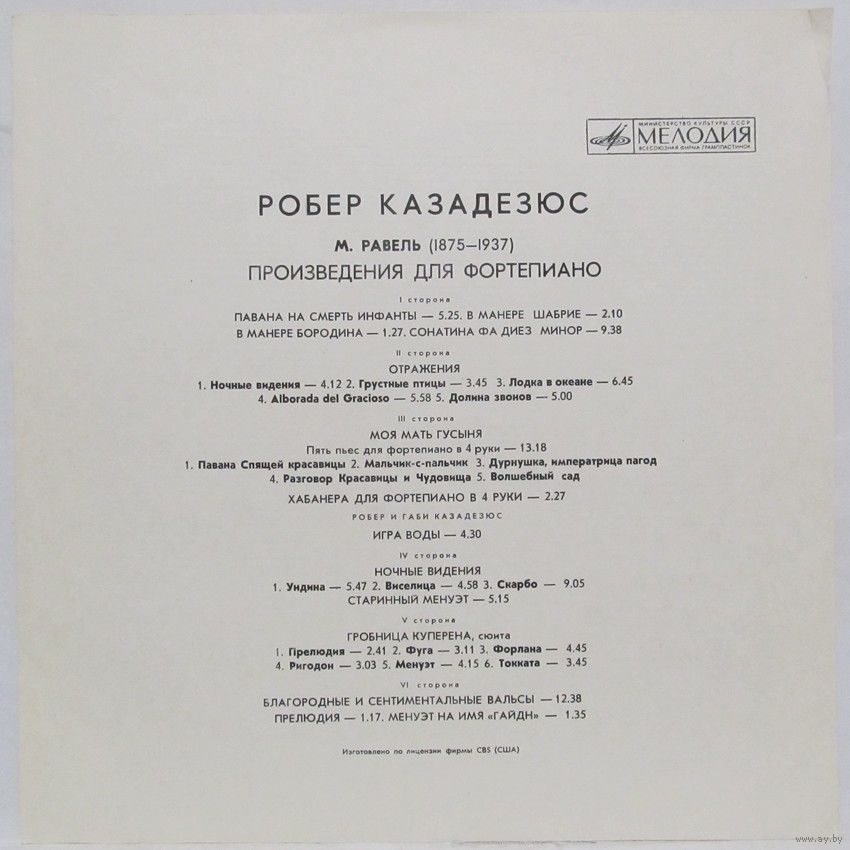 МИНИСТЕРСТВО КУЛЬТУРЫ СССР
МЕЛОДИЯ
ВСЕСОЮЗНАЯ ФИРМА ГРАМПЛАСТИНОК
РОБЕР КАЗАДЕЗЮС
М. РАВЕЛЬ (1875—1937)
ПРОИЗВЕДЕНИЯ ДЛЯ ФОРТЕПИАНО
I сторона
ПАВАНА НА СМЕРТЬ ИНФАНТЫ — 5.25. В МАНЕРЕ ШАБРИЕ — 2.10
В МАНЕРЕ БОРОДИНА — 1.27. СОНАТИНА ФА ДИЕЗ МИНОР — 9.38
II сторона
ОТРАЖЕНИЯ
1. Ночные видения — 4.12 2. Грустные птицы — 3.45 3. Лодка в океане — 6.45
4. Alborada del Gracioso — 5.58 5. Долина звонов — 5.00
III сторона
МОЯ МАТЬ ГУСЫНЯ
Пять пьес для фортепиано в 4 руки — 13.18
1. Павана Спящей красавицы 2. Мальчик-с-пальчик 3. Дурнушка, императрица пагод
4. Разговор Красавицы и Чудовища 5. Волшебный сад
ХАБАНЕРА ДЛЯ ФОРТЕПИАНО В 4 РУКИ — 2.27
РОБЕР И ГАБИ КАЗАДЕЗЮС
ИГРА ВОДЫ — 4.30
IV сторона
НОЧНЫЕ ВИДЕНИЯ
1. Ундина — 5.47 2. Виселица — 4.58 3. Скарбо — 9.05
СТАРИННЫЙ МЕНУЭТ — 5.15
V сторона
ГРОБНИЦА КУПЕРЕНА, сюита
1. Прелюдия — 2.41 2. Фуга — 3.11 3. Форлана — 4.45
4. Ригодон — 3.03 5. Менуэт — 4.15 6. Токката — 3.45
VI сторона
БЛАГОРОДНЫЕ И СЕНТИМЕНТАЛЬНЫЕ ВАЛЬСЫ — 12.38
ПРЕЛЮДИЯ — 1.17. МЕНУЭТ НА ИМЯ «ГАЙДН» — 1.35
Изготовлено по лицензии фирмы CBS (США)
www.ay.by